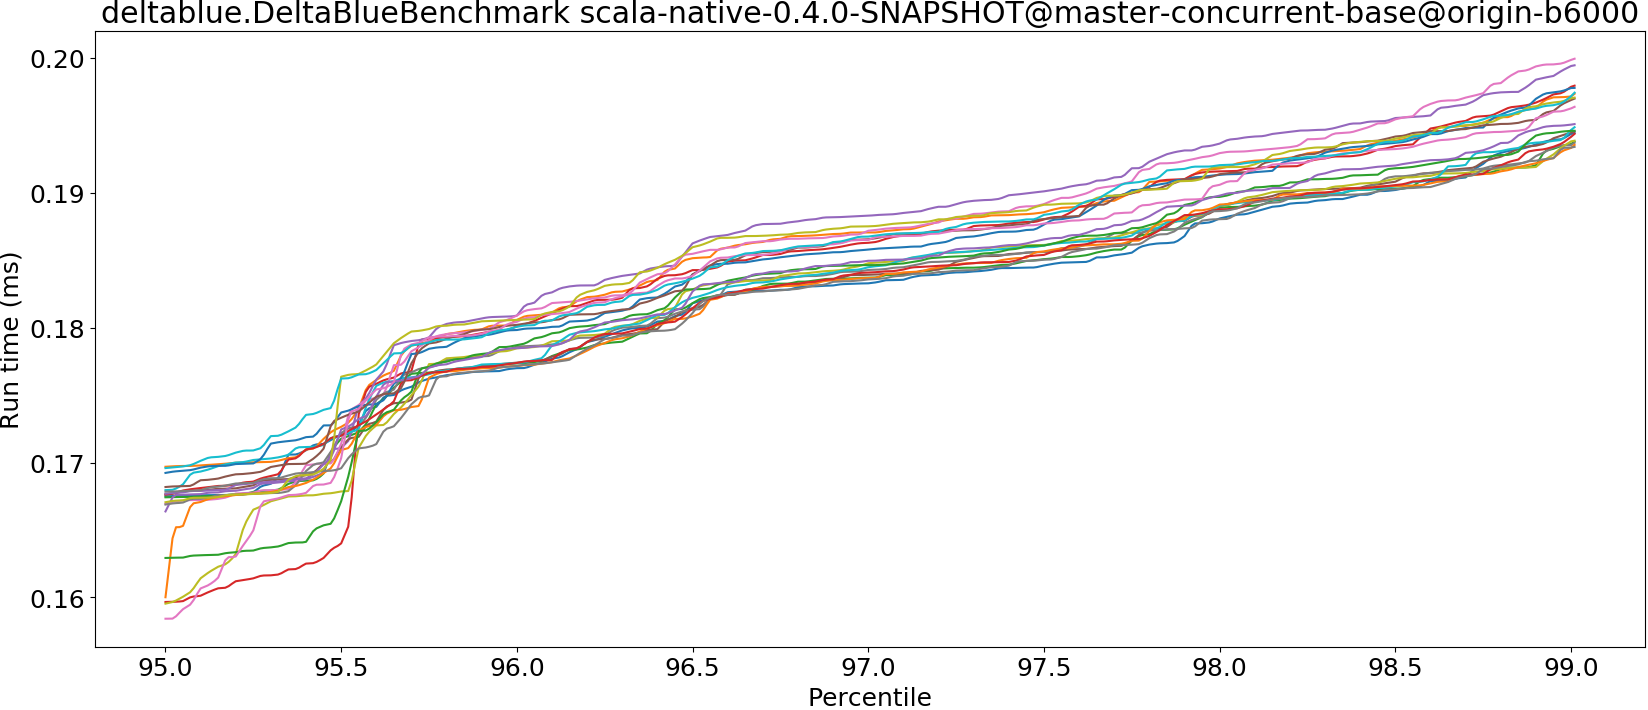 deltablue.DeltaBlueBenchmark scala-native-0.4.0-SNAPSHOT@master-concurrent-base@origin-b6000
Run time (ms)
0.20
0.19
0.18
0.17
0.16
95.0 95.5 96.0 96.5 97.0 97.5 98.0 98.5 99.0
Percentile